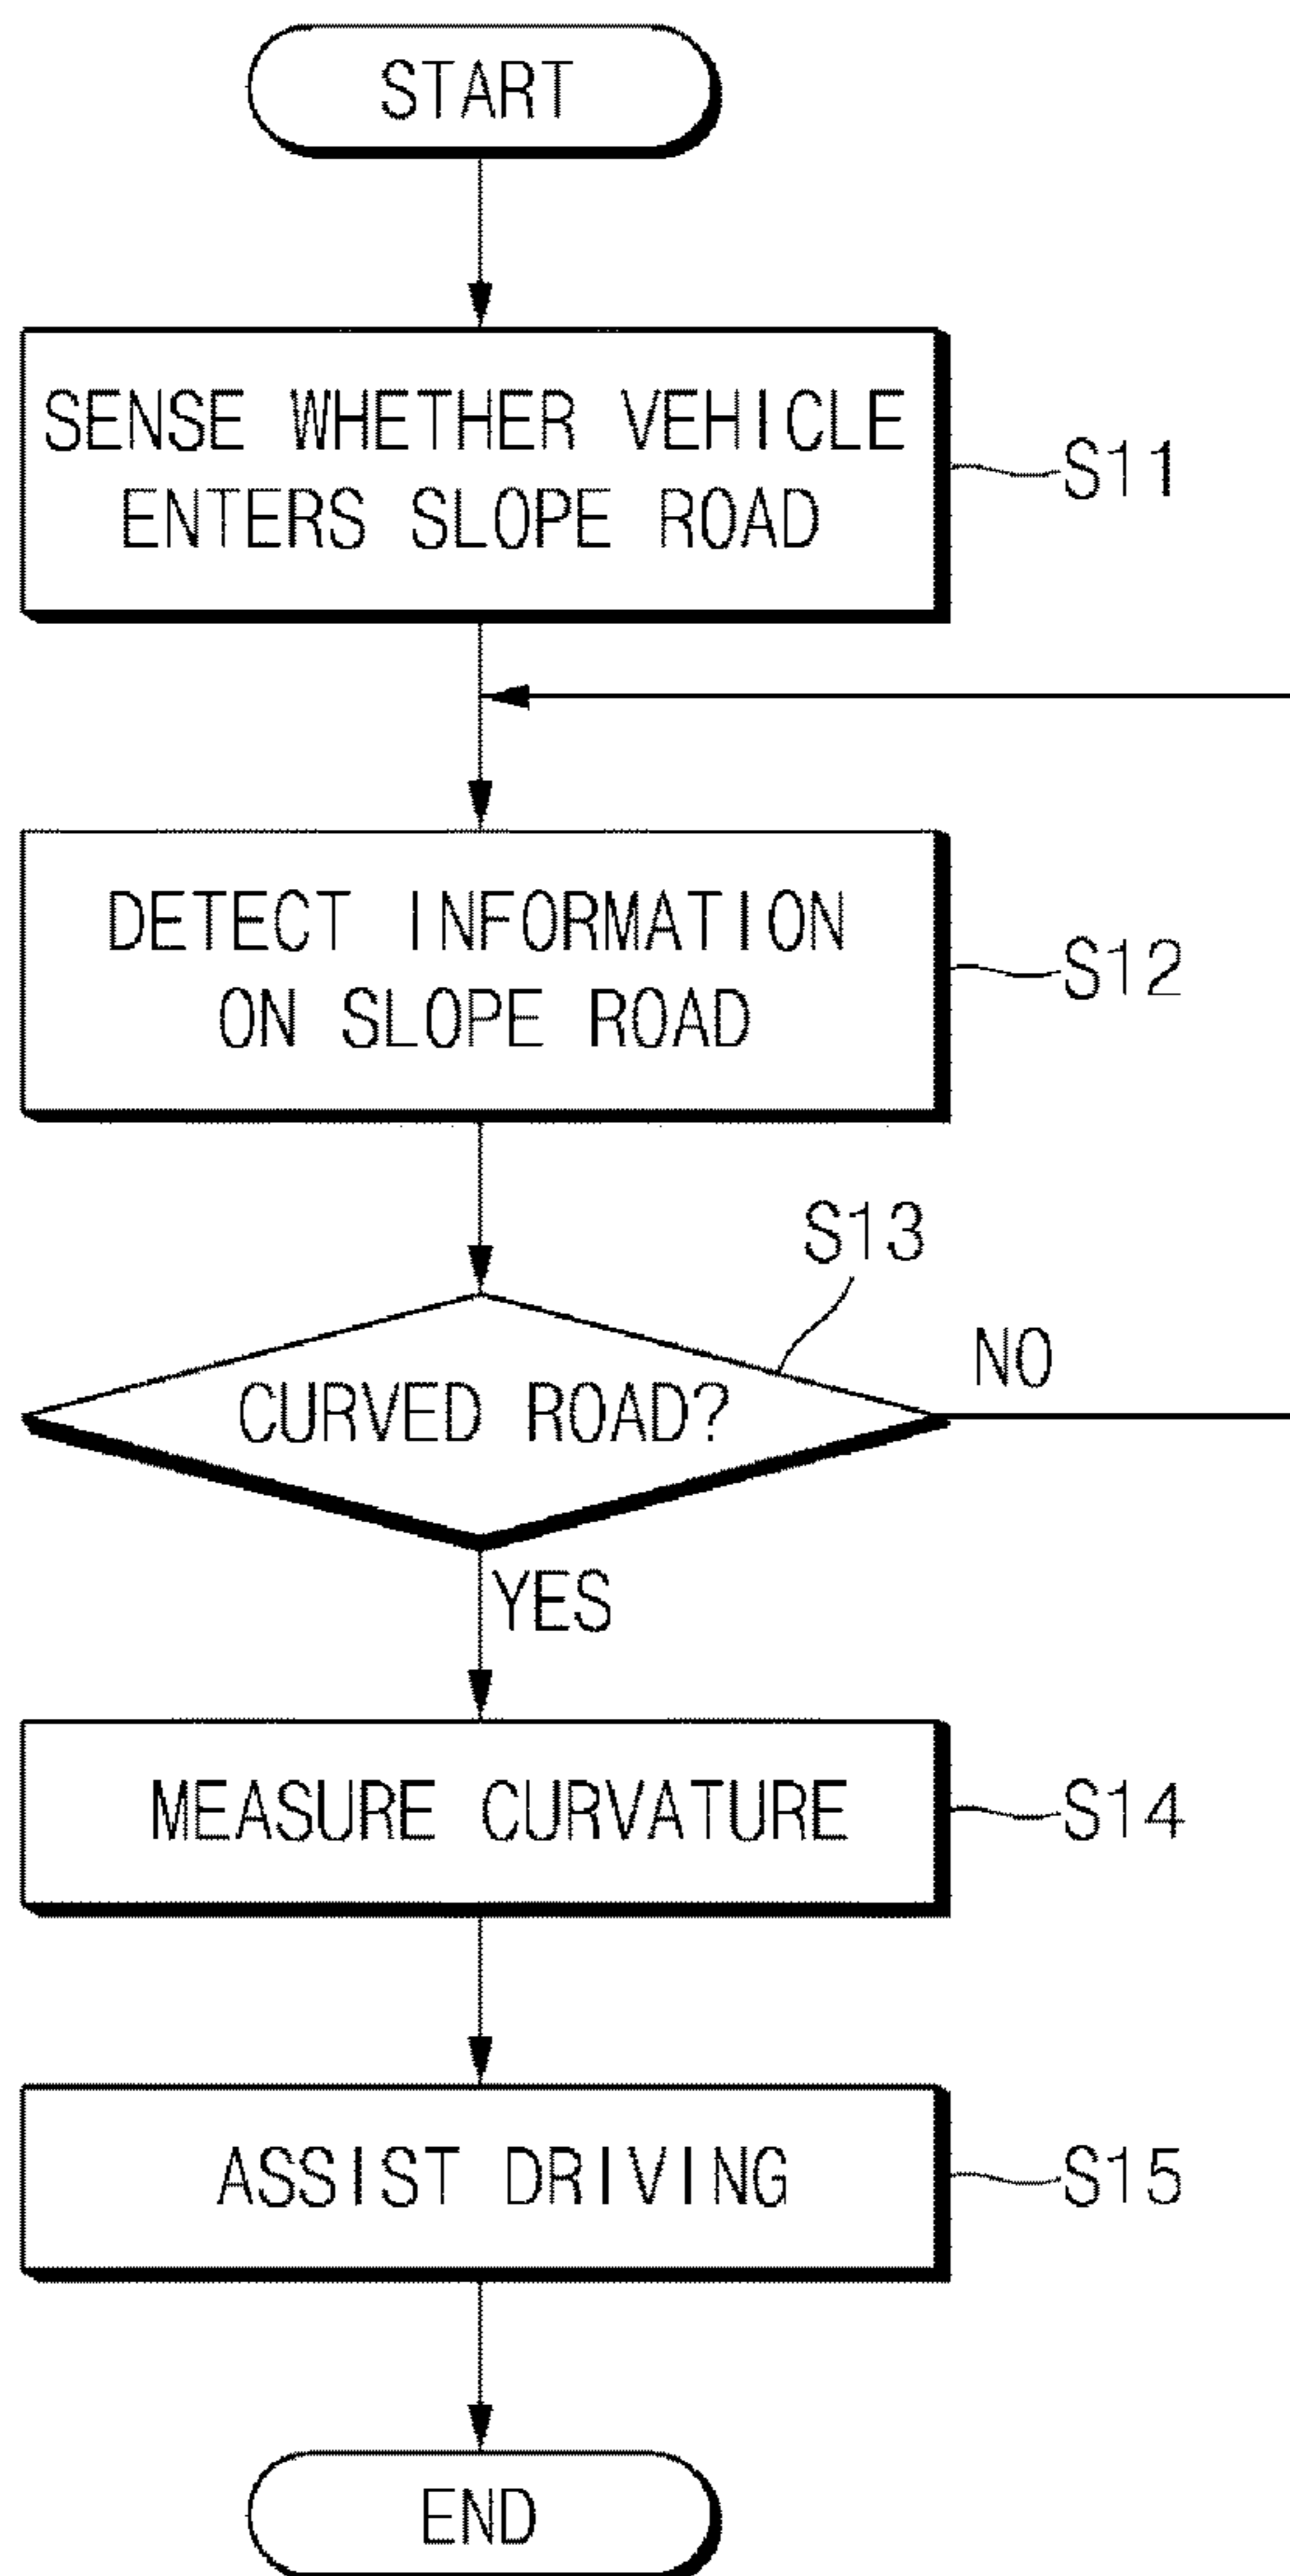 START
SENSE WHETHER VEHICLE
ENTERS SLOPE ROAD
S11
DETECT INFORMATION
ON SLOPE ROAD
S12
S13
CURVED ROAD?
NO
YES
MEASURE CURVATURE
S14
ASSIST DRIVING
S15
END